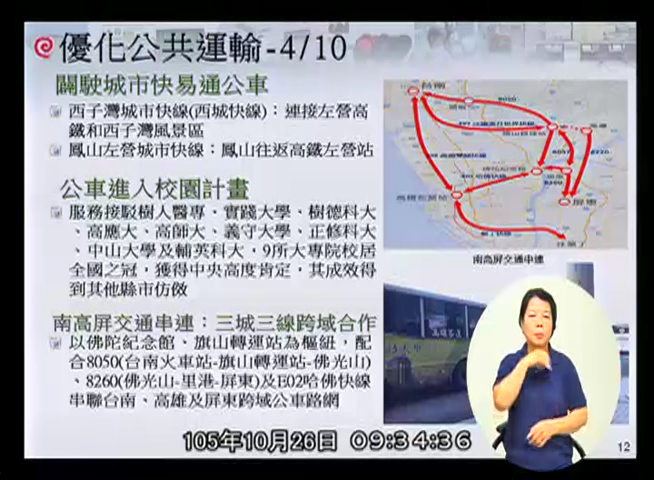 優化公共運輸-4/10
闢駛城市快易通公車
西子灣城市快線(西城快線)：連接左營高
鐵和西子灣風景區
鳳山左營城市快線：鳳山往返高鐵左營站
公車進入校園計畫
服務接駁樹人醫專、實踐大學、樹德科大
、高應大、高師大、義守大學、正修科大
、中山大學及輔英科大，9所大專院校居
全國之冠，獲得中央高度肯定，其成效得
到其他縣市仿傚
南高屏交通串連：三城三線跨域合作
以佛陀紀念館、旗山轉運站為樞紐，配
合8050(台南火車站-旗山轉運站-佛光山)
、8260(佛光山-里港-屏東)及E02哈佛快線
串聯台南、高雄及屏東跨域公車路網
8050
屏東
南高屏交通串連
105年10月26日 09:34:36
12